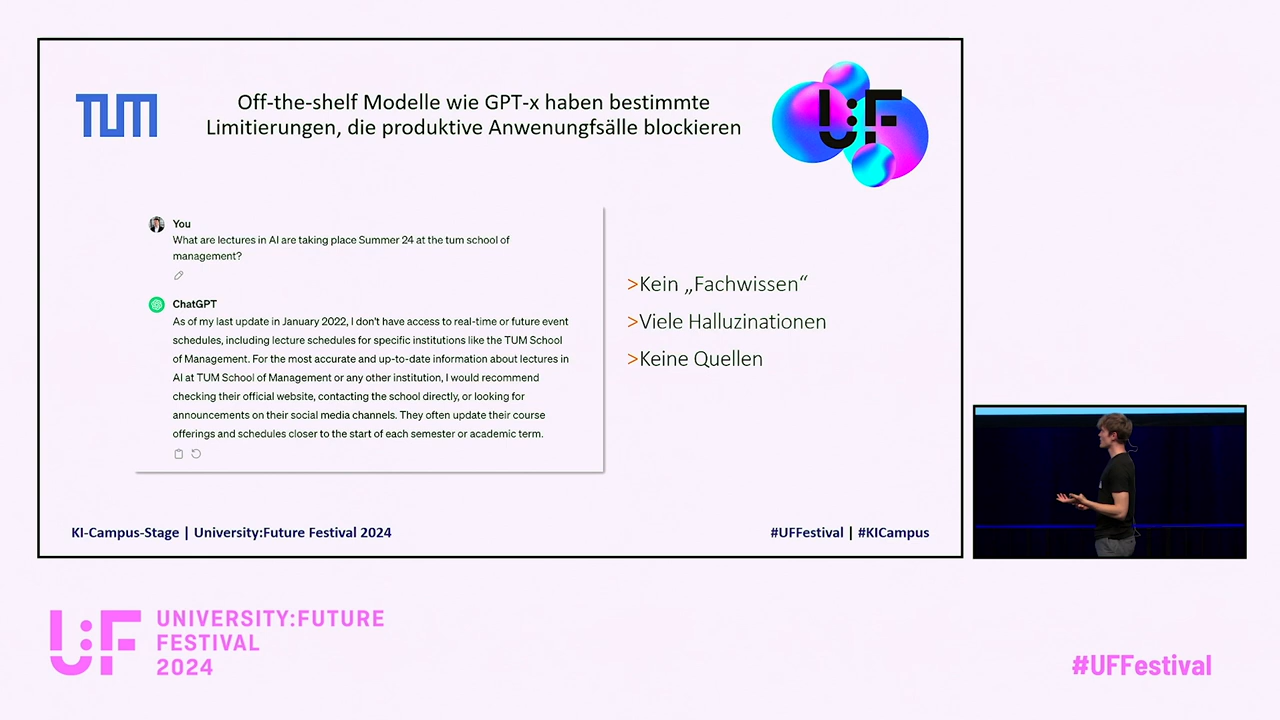 TUM
Off-the-shelf Modelle wie GPT-x haben bestimmte
Limitierungen, die produktive Anwenungfsälle blockieren
U:F
You
What are lectures in AI are taking place Summer 24 at the tum school of
management?
ChatGPT
As of my last update in January 2022, I don't have access to real-time or future event
schedules, including lecture schedules for specific institutions like the TUM School
of Management. For the most accurate and up-to-date information about lectures in
AI at TUM School of Management or any other institution, I would recommend
checking their official website, contacting the school directly, or looking for
announcements on their social media channels. They often update their course
offerings and schedules closer to the start of each semester or academic term.
>Kein „Fachwissen“
>Viele Halluzinationen
>Keine Quellen
KI-Campus-Stage | University:Future Festival 2024
#UFFestival | #KICampus
U:F
UNIVERSITY:FUTURE
FESTIVAL
2024
#UFFestival